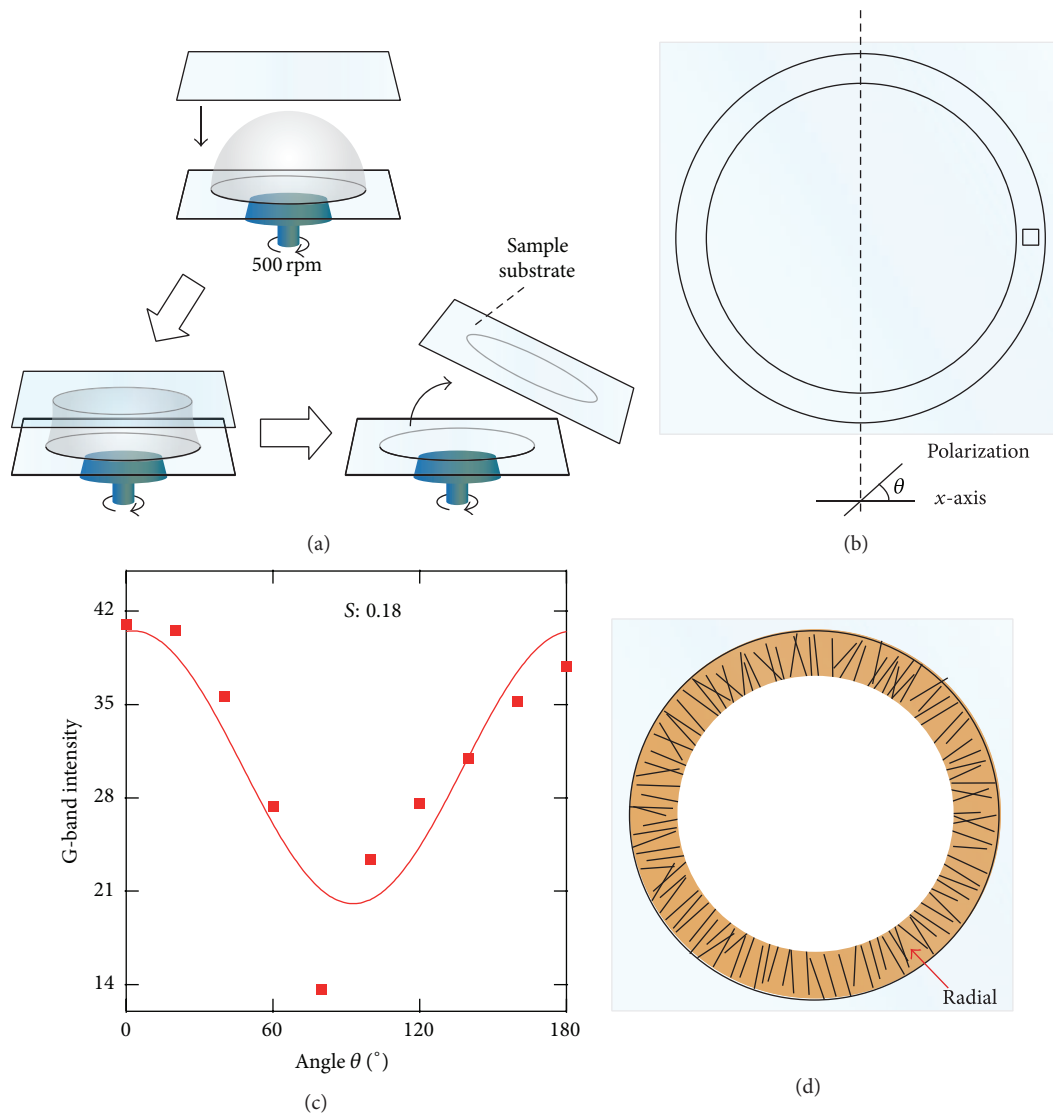 500 rpm
Sample
substrate
(a)
Polarization
θ
x-axis
(b)
G-band intensity
42
35
28
21
14
S: 0.18
0
60
120
180
Angle θ (°)
(c)
Radial
(d)